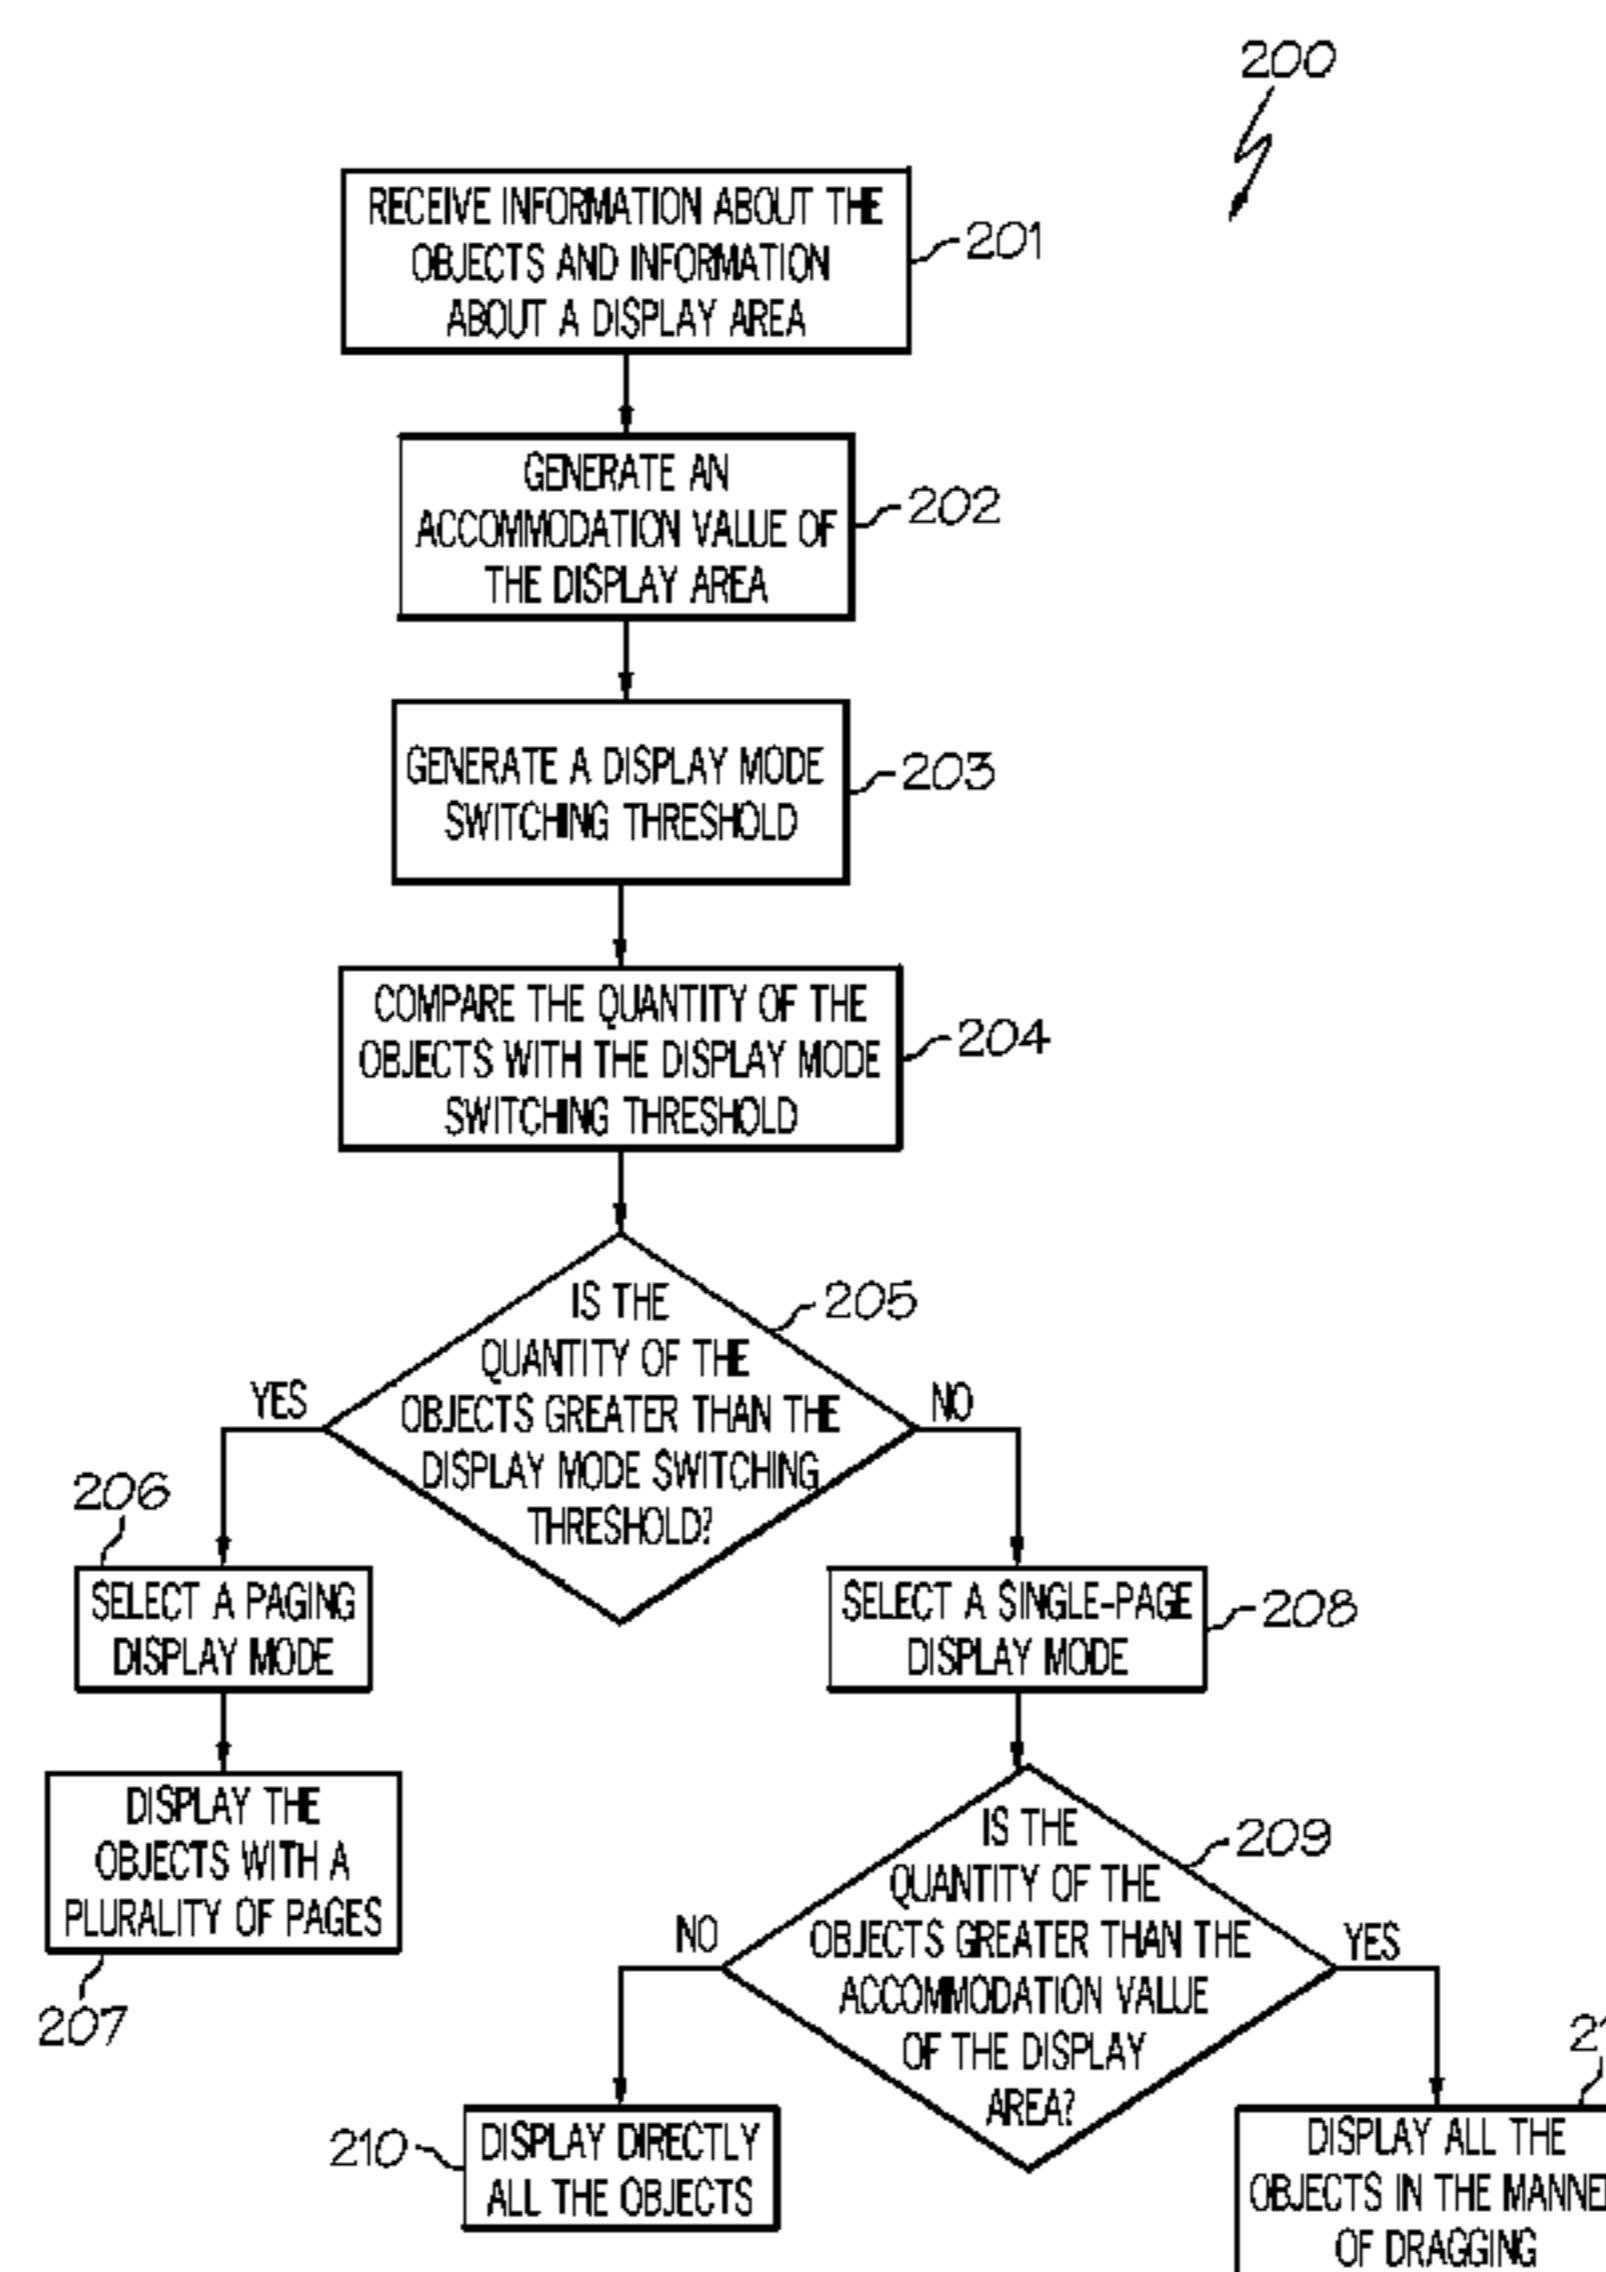 200
RECEIVE INFORMATION ABOUT THE
OBJECTS AND INFORMATION
ABOUT A DISPLAY AREA
201
GENERATE AN
ACCOMMODATION VALUE OF
THE DISPLAY AREA
202
GENERATE A DISPLAY MODE
SWITCHING THRESHOLD
203
COMPARE THE QUANTITY OF THE
OBJECTS WITH THE DISPLAY MODE
SWITCHING THRESHOLD
204
IS THE
QUANTITY OF THE
OBJECTS GREATER THAN THE
DISPLAY MODE SWITCHING
THRESHOLD?
205
YES
NO
206
SELECT A PAGING
DISPLAY MODE
SELECT A SINGLE-PAGE
DISPLAY MODE
208
DISPLAY THE
OBJECTS WITH A
PLURALITY OF PAGES
207
IS THE
QUANTITY OF THE
OBJECTS GREATER THAN THE
ACCOMMODATION VALUE
OF THE DISPLAY
AREA?
209
NO
YES
210
DISPLAY DIRECTLY
ALL THE OBJECTS
DISPLAY ALL THE
OBJECTS IN THE
OF DRAGGING